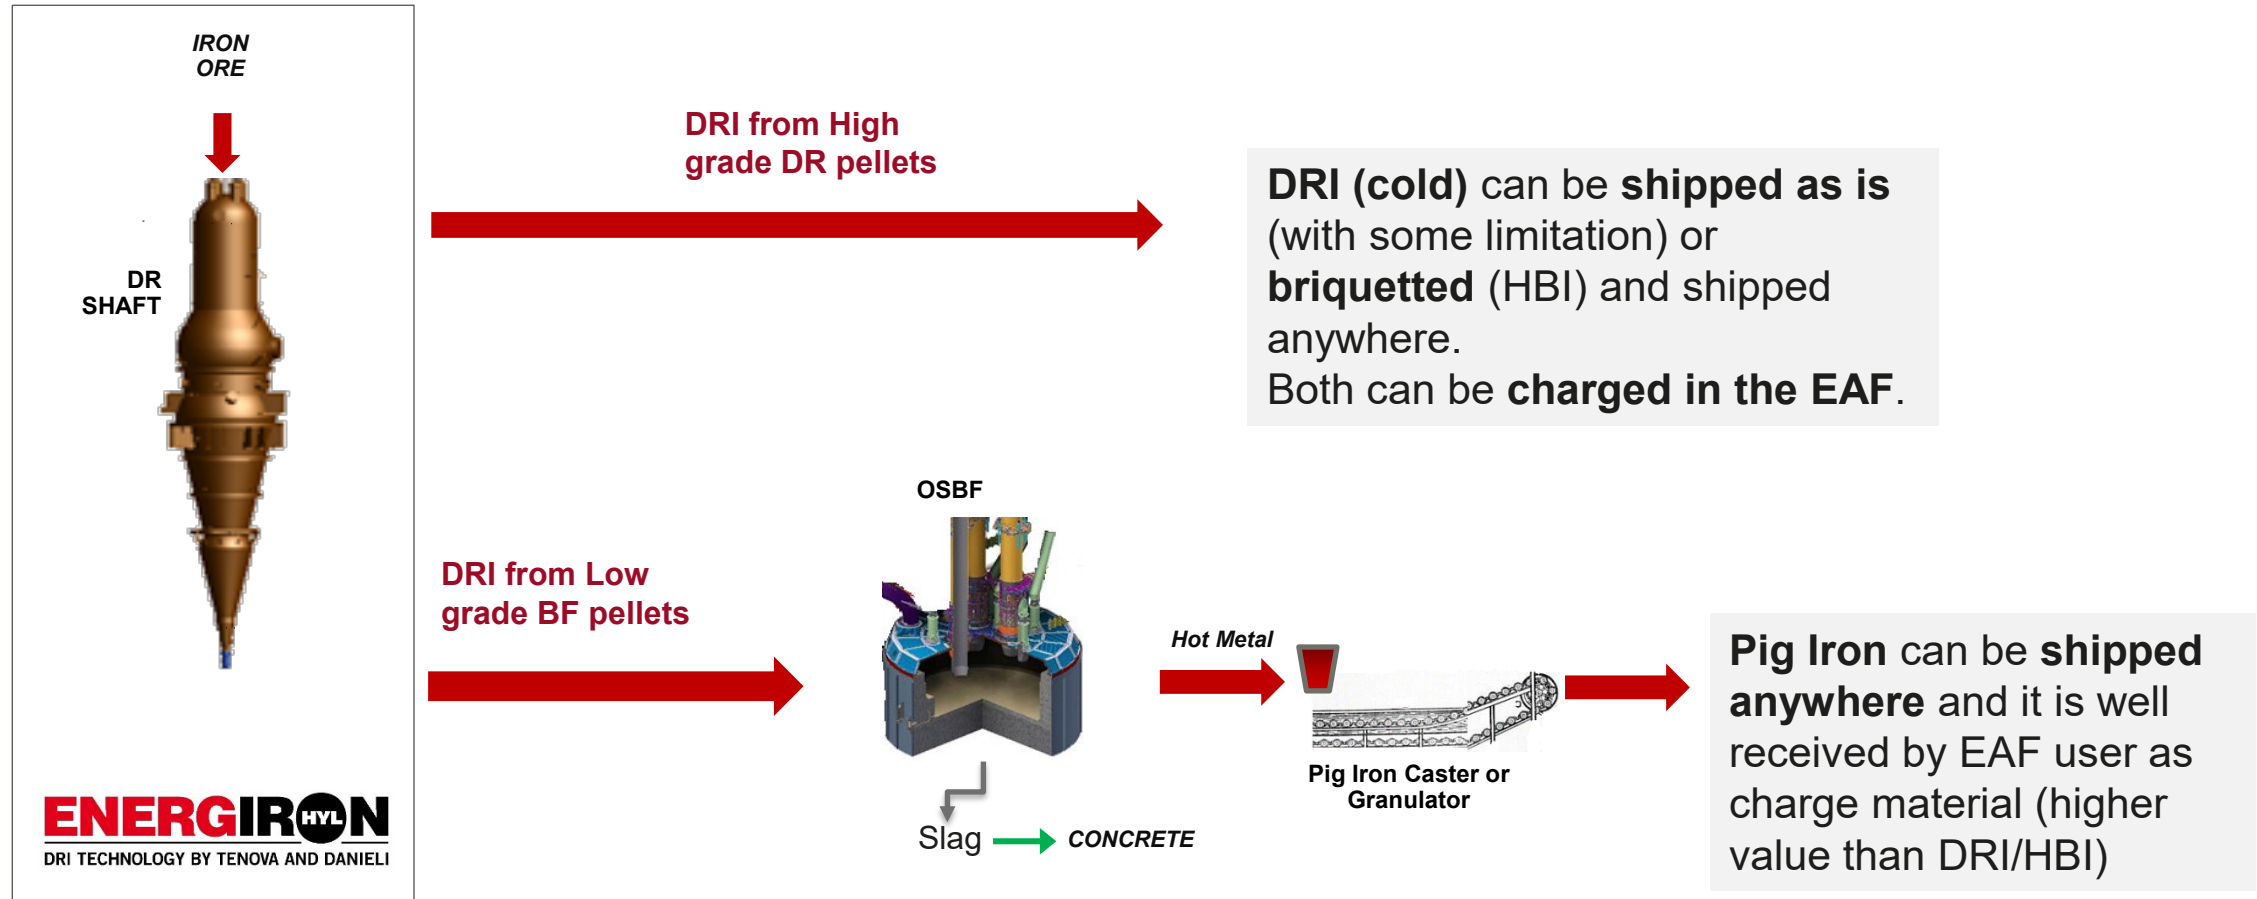 IRON
ORE
DR
SHAFT
ENERGIRON
HYL
DRI TECHNOLOGY BY TENOVA AND DANIELI
DRI from High
grade DR pellets
DRI (cold) can be shipped as is
(with some limitation) or
briquetted (HBI) and shipped
anywhere.
Both can be charged in the EAF.
DRI from Low
grade BF pellets
OSBF
Slag
CONCRETE
Hot Metal
Pig Iron Caster or
Granulator
Pig Iron can be shipped
anywhere and it is well
received by EAF user as
charge material (higher
value than DRI/HBI)